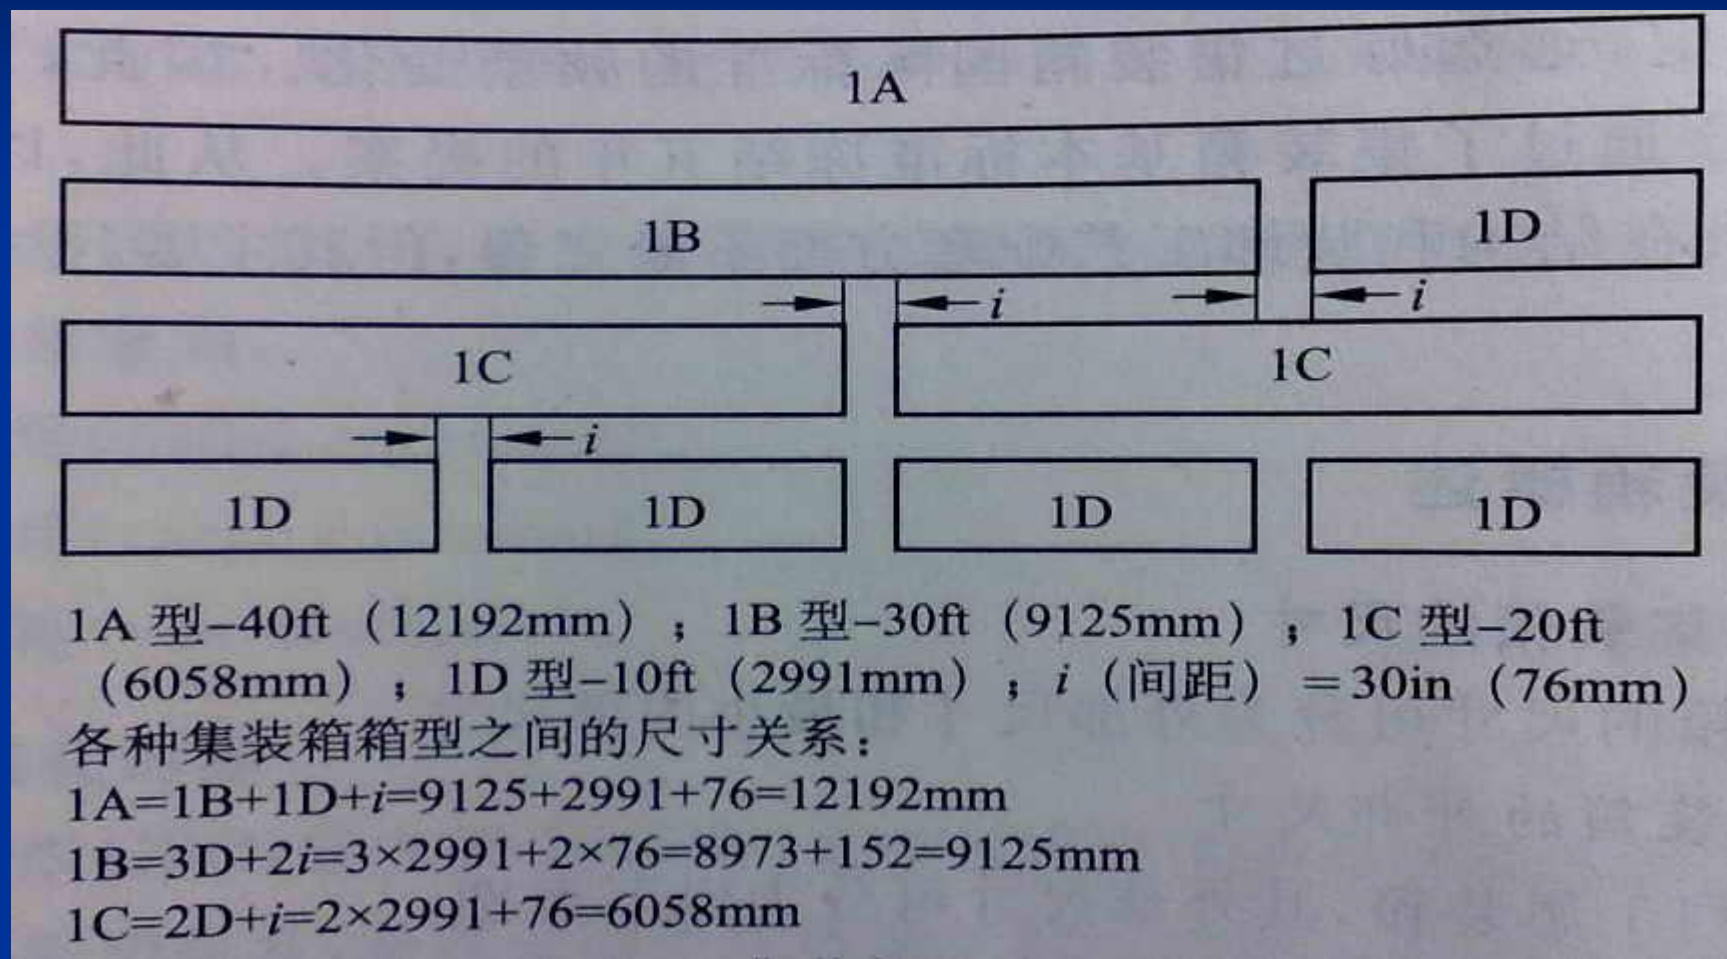 1A
1B 1D
i i
1C 1C
i
1D 1D 1D 1D
1A 型–40ft（12192mm）；1B 型–30ft（9125mm）；1C 型–20ft
（6058mm）；1D 型–10ft（2991mm）；i（间距）=30in（76mm）
各种集装箱箱型之间的尺寸关系：
1A=1B+1D+i=9125+2991+76=12192mm
1B=3D+2i=3×2991+2×76=8973+152=9125mm
1C=2D+i=2×2991+76=6058mm